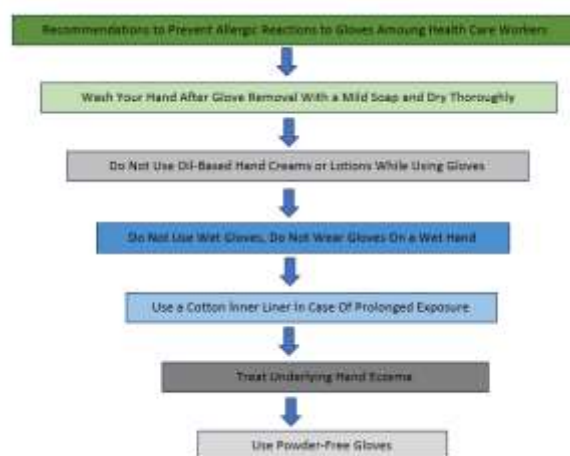 Recommendations to Prevent Allergic Reactions to Gloves Amoung Health Care Workers
Wash Your Hand After Glove Removal With a Mild Soap and Dry Thoroughly
Do Not Use Oil-Based Hand Creams or Lotions While Using Gloves
Do Not Use Wet Gloves, Do Not Wear Gloves On a Wet Hand
Use a Cotton Inner Liner In Case Of Prolonged Exposure
Treat Underlying Hand Eczema
Use Powder-Free Gloves